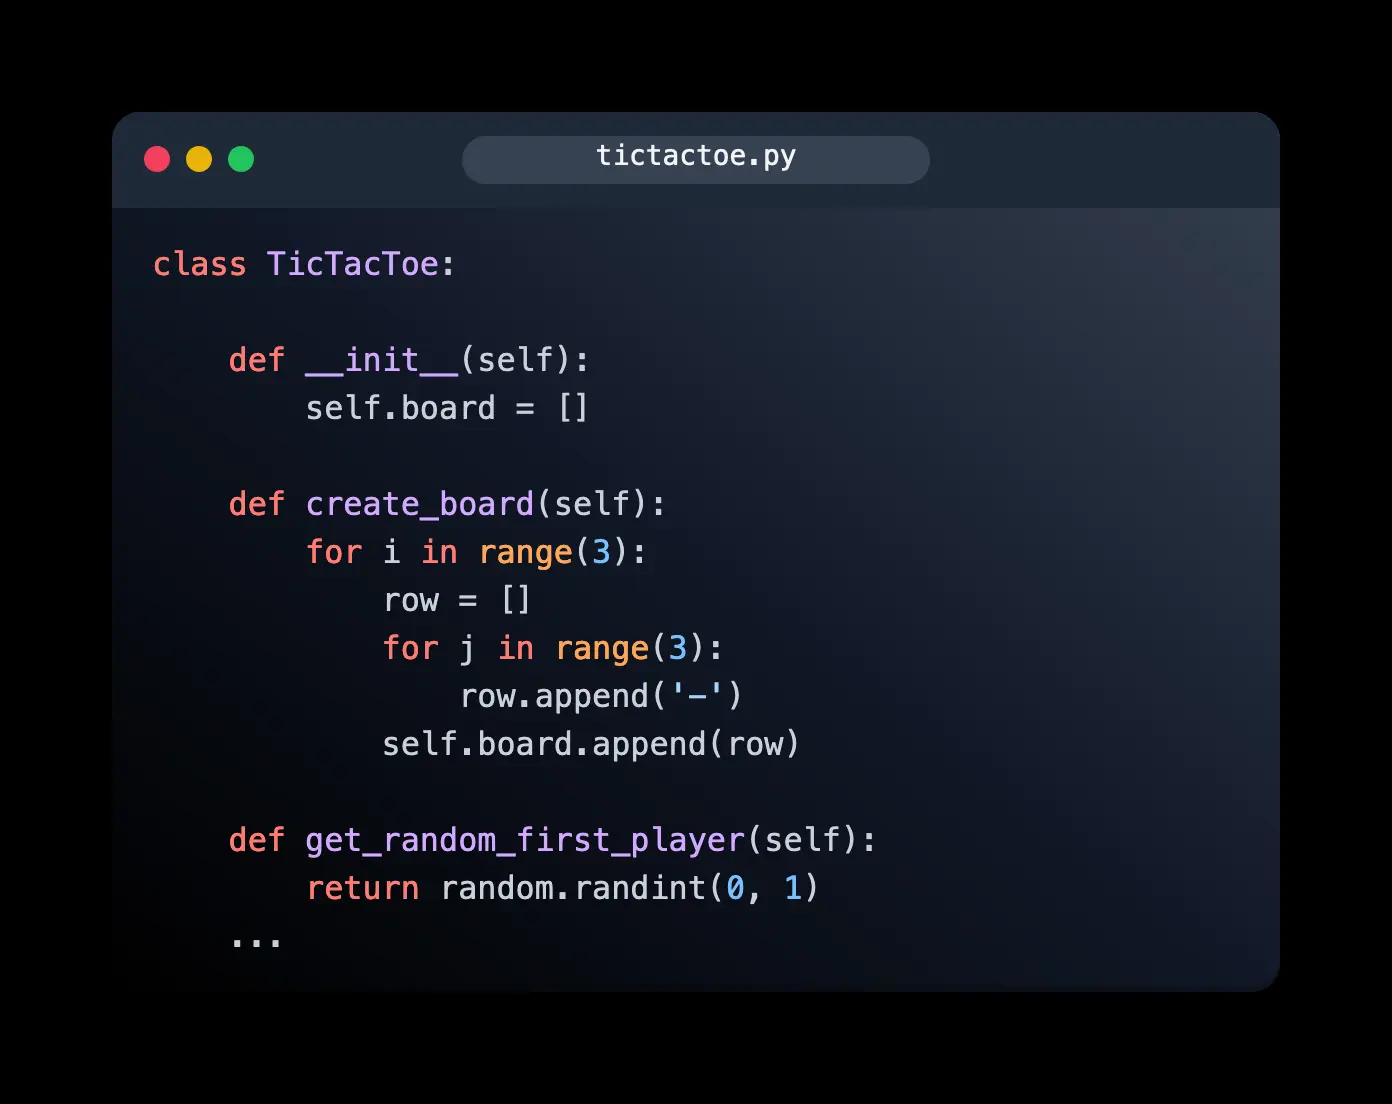 tictactoe.py
class TicTacToe:
    def __init__(self):
        self.board = []
    def create_board(self):
        for i in range(3):
            row = []
            for j in range(3):
                row.append('-')
            self.board.append(row)
    def get_random_first_player(self):
        return random.randint(0, 1)
    ...